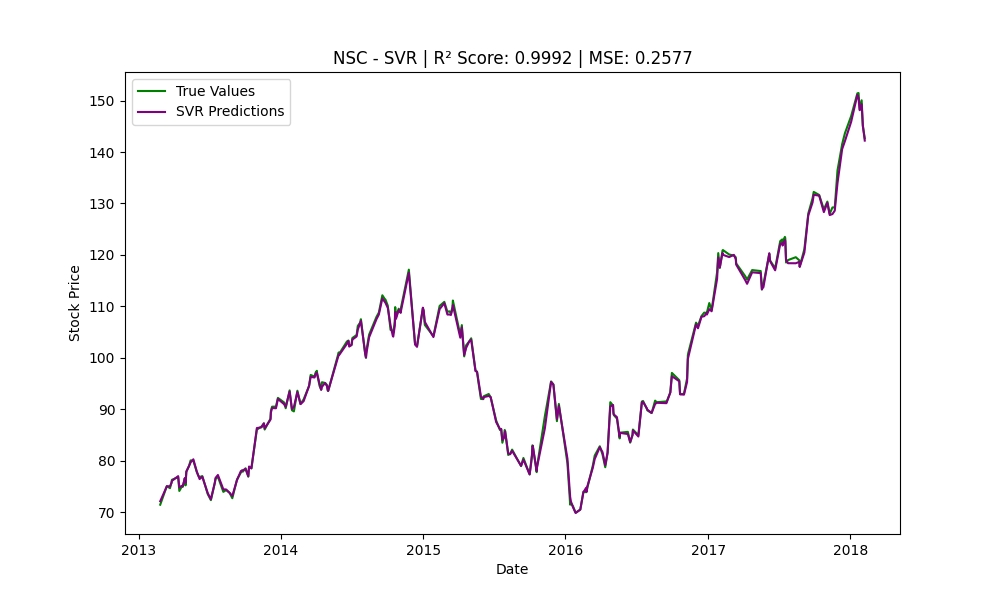 NSC - SVR | R² Score: 0.9992 | MSE: 0.2577
True Values
SVR Predictions
150
140
130
120
110
100
90
80
70
Stock Price
2013 2014 2015 2016 2017 2018
Date